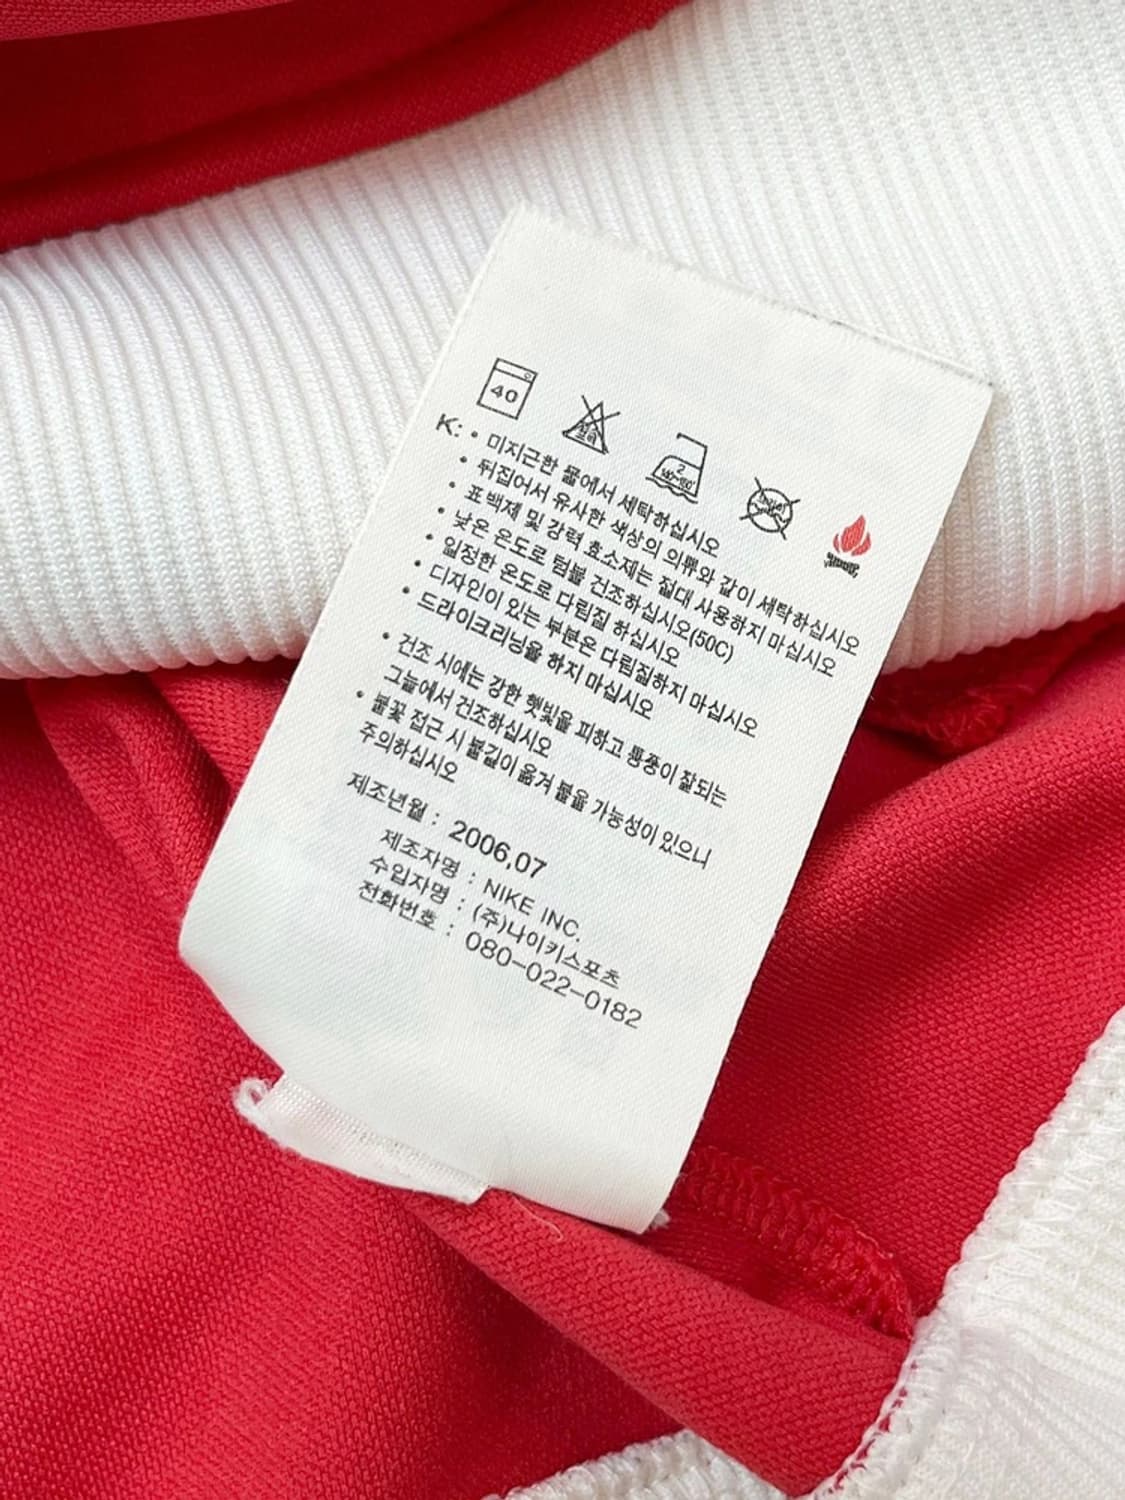 40
K: • 미지근한 물에서 세탁하십시오
• 뒤집어서 유사한 색상의 의류와 같이 세탁하십시오
• 표백제 및 강력 효소제는 절대 사용하지 마십시오
• 낮은 온도로 텀블 건조하십시오(50C)
• 일정한 온도로 다림질 하십시오
• 디자인이 있는 부분은 다림질하지 마십시오
• 드라이크리닝을 하지 마십시오
• 건조 시에는 강한 햇빛을 피하고 통풍이 잘되는
그늘에서 건조하십시오
• 불꽃 접근 시 불길이 옮겨 붙을 가능성이 있으니
주의하십시오
제조년월 : 2006.07
제조자명 : NIKE INC.
수입자명 : (주)나이키스포츠
전화번호 : 080-022-0182